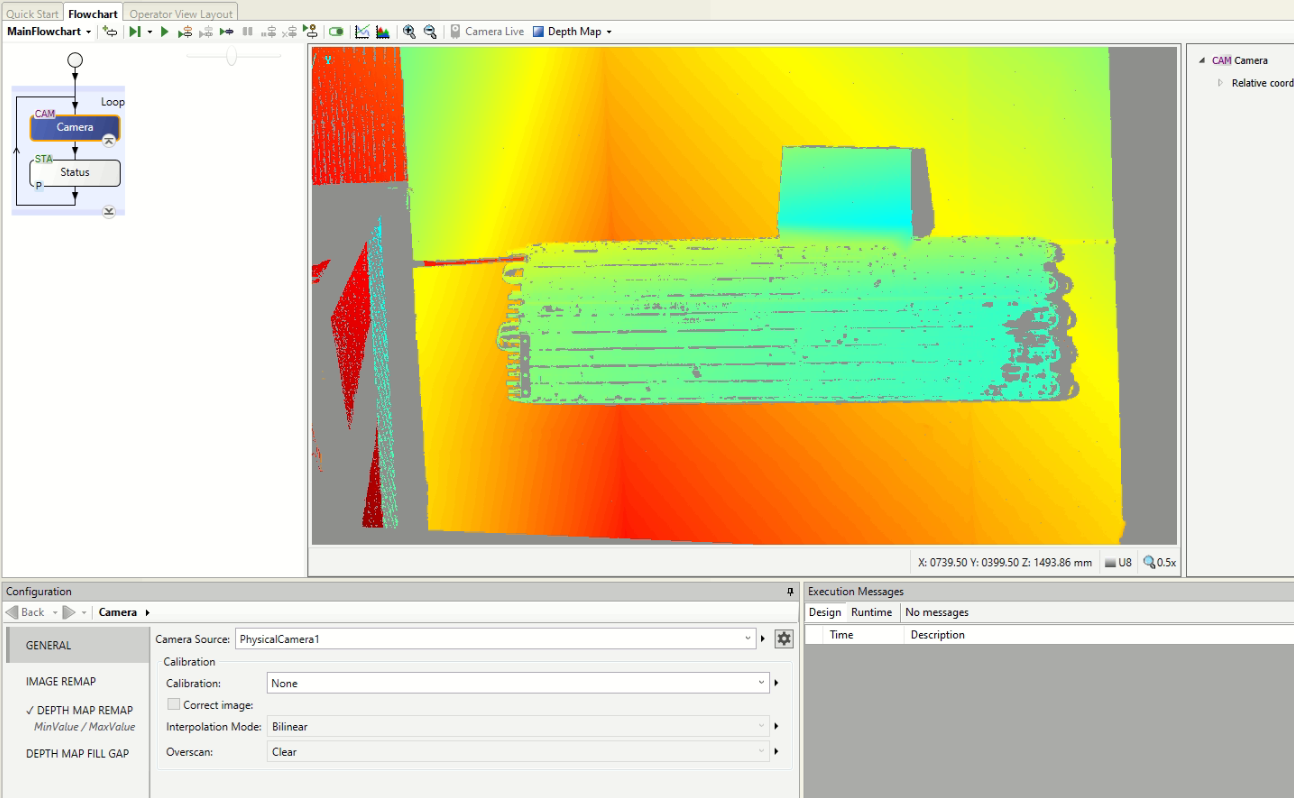 Quick Start Flowchart Operator View Layout
MainFlowchart Camera Live Depth Map
Loop
CAM
Camera
STA
Status
P
Y
CAM Camera
Relative coord
X: 0739.50 Y: 0399.50 Z: 1493.86 mm U8 0.5x
Configuration
Back Camera
GENERAL
IMAGE REMAP
✓ DEPTH MAP REMAP
MinValue / MaxValue
DEPTH MAP FILL GAP
Camera Source: PhysicalCamera1
Calibration
Calibration: None
Correct image:
Interpolation Mode: Bilinear
Overscan: Clear
Execution Messages
Design Runtime No messages
Time Description